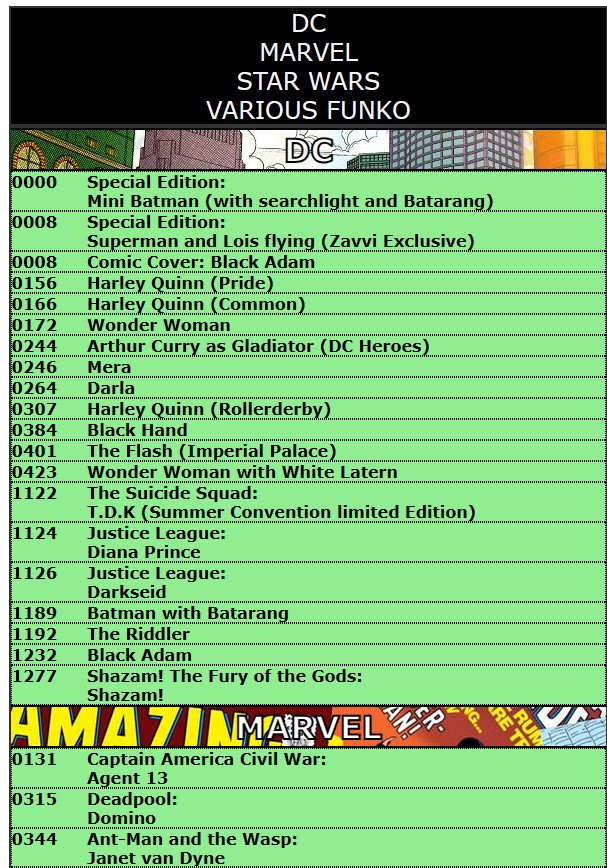 DC
MARVEL
STAR WARS
VARIOUS FUNKO
DC
0000 Special Edition:
Mini Batman (with searchlight and Batarang)
0008 Special Edition:
Superman and Lois flying (Zavvi Exclusive)
0008 Comic Cover: Black Adam
0156 Harley Quinn (Pride)
0166 Harley Quinn (Common)
0172 Wonder Woman
0244 Arthur Curry as Gladiator (DC Heroes)
0246 Mera
0264 Darla
0307 Harley Quinn (Rollerderby)
0384 Black Hand
0401 The Flash (Imperial Palace)
0423 Wonder Woman with White Latern
1122 The Suicide Squad:
T.D.K (Summer Convention limited Edition)
1124 Justice League:
Diana Prince
1126 Justice League:
Darkseid
1189 Batman with Batarang
1192 The Riddler
1232 Black Adam
1277 Shazam! The Fury of the Gods:
Shazam!
MARVEL
0131 Captain America Civil War:
Agent 13
0315 Deadpool:
Domino
0344 Ant-Man and the Wasp:
Janet van Dyne